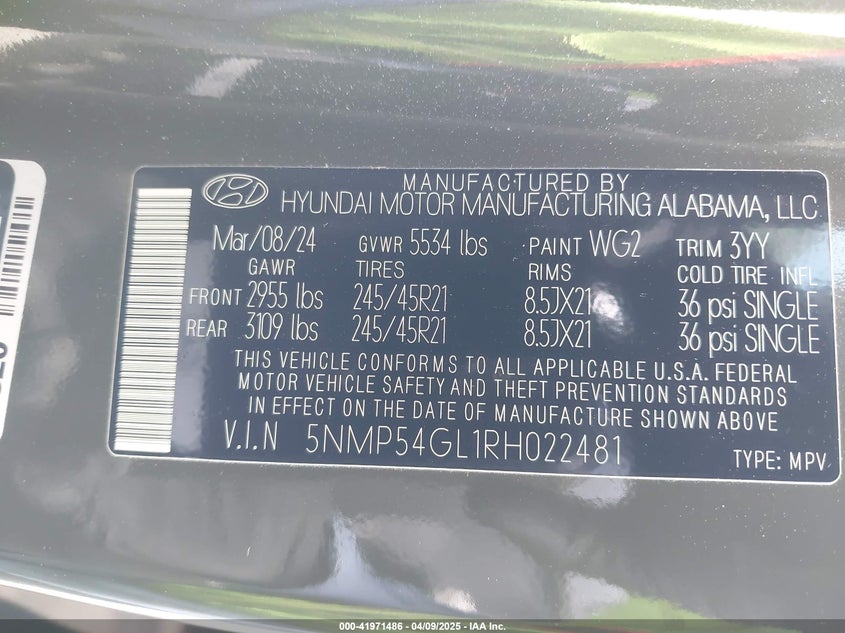 MANUFACTURED BY
HYUNDAI MOTOR MANUFACTURING ALABAMA, LLC
Mar/08/24 GVWR 5534 lbs PAINT WG2 TRIM 3YY
GAWR TIRES RIMS COLD TIRE INFL
FRONT 2955 lbs 245/45R21 8.5JX21 36 psi SINGLE
REAR 3109 lbs 245/45R21 8.5JX21 36 psi SINGLE
THIS VEHICLE CONFORMS TO ALL APPLICABLE U.S.A. FEDERAL
MOTOR VEHICLE SAFETY AND THEFT PREVENTION STANDARDS
IN EFFECT ON THE DATE OF MANUFACTURE SHOWN ABOVE
V.I.N 5NMP54GL1RH022481 TYPE: MPV
000-41971486 | 04/09/2025 | IAA Inc.